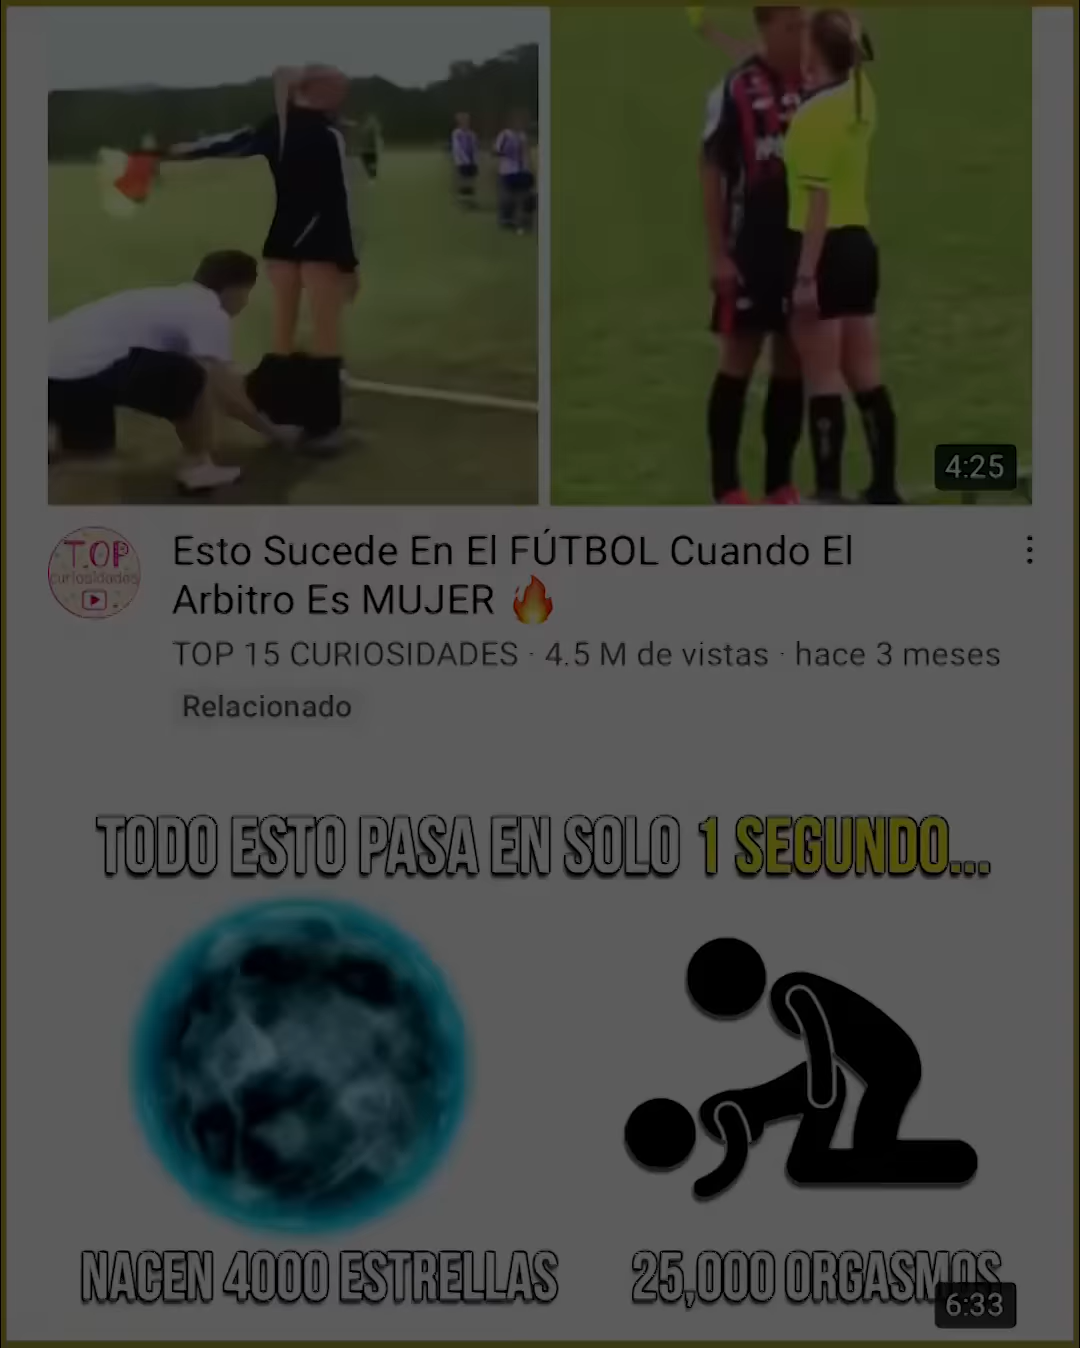 4:25
TOP
curiosidades
Esto Sucede En El FÚTBOL Cuando El
Arbitro Es MUJER 🔥
TOP 15 CURIOSIDADES · 4.5 M de vistas · hace 3 meses
Relacionado
TODO ESTO PASA EN SOLO 1 SEGUNDO...
NACEN 4000 ESTRELLAS
25,000 ORGASMOS
6:33